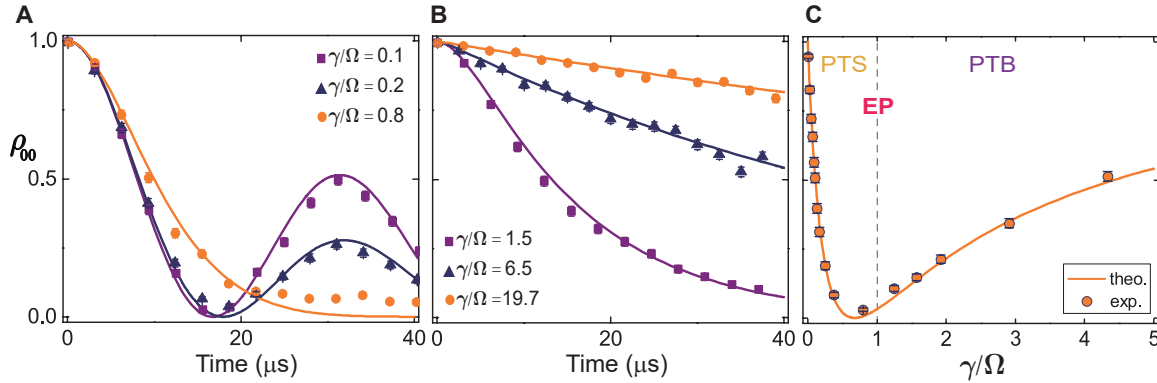 A
B
C
ρ00
1.0
0.5
0.0
γ/Ω = 0.1
γ/Ω = 0.2
γ/Ω = 0.8
0
20
40
Time (μs)
γ/Ω = 1.5
γ/Ω = 6.5
γ/Ω = 19.7
0
20
40
Time (μs)
PTS
PTB
EP
theo.
exp.
0 1 2 3 4 5
γ/Ω